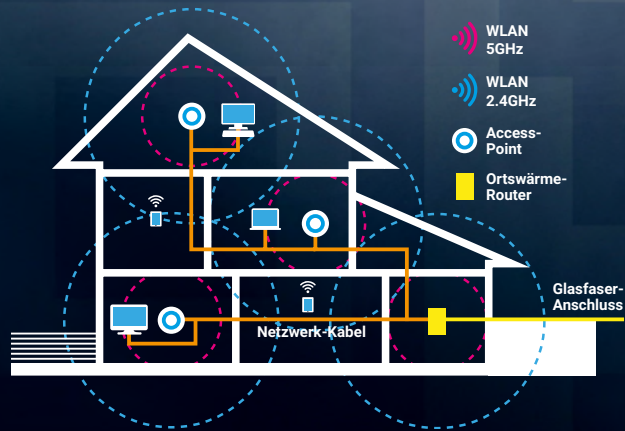 WLAN
5GHz
WLAN
2.4GHz
Access-
Point
Ortswärme-
Router
Glasfaser-
Anschluss
Netzwerk-Kabel